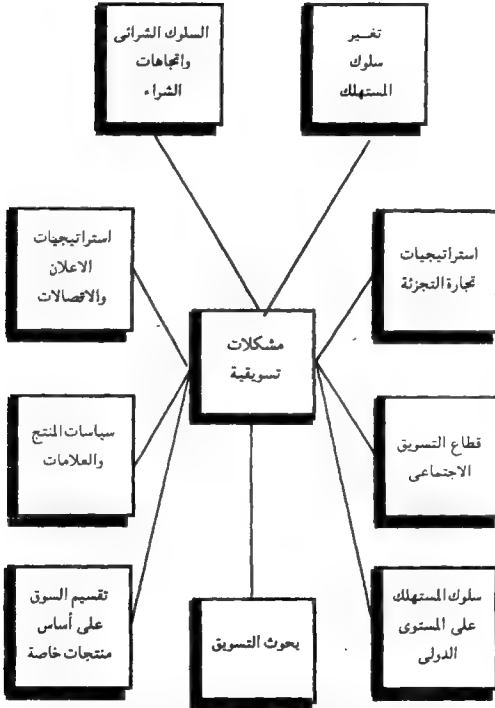 تغـير
سلوك
المستهلك
السلوك الشرائى
واتجاهات
الشراء
استراتيجيات
تجارة التجزئة
استراتيجيات
الاعلان
والاتصالات
مشكلات
تسويقية
قطاع التسويق
الاجتماعى
سياسات المنتج
والعلامات
سلوك المستهلك
على المستوى
الدولى
بحوث التسويق
تقسيم السوق
على أساس
منتجات خاصة